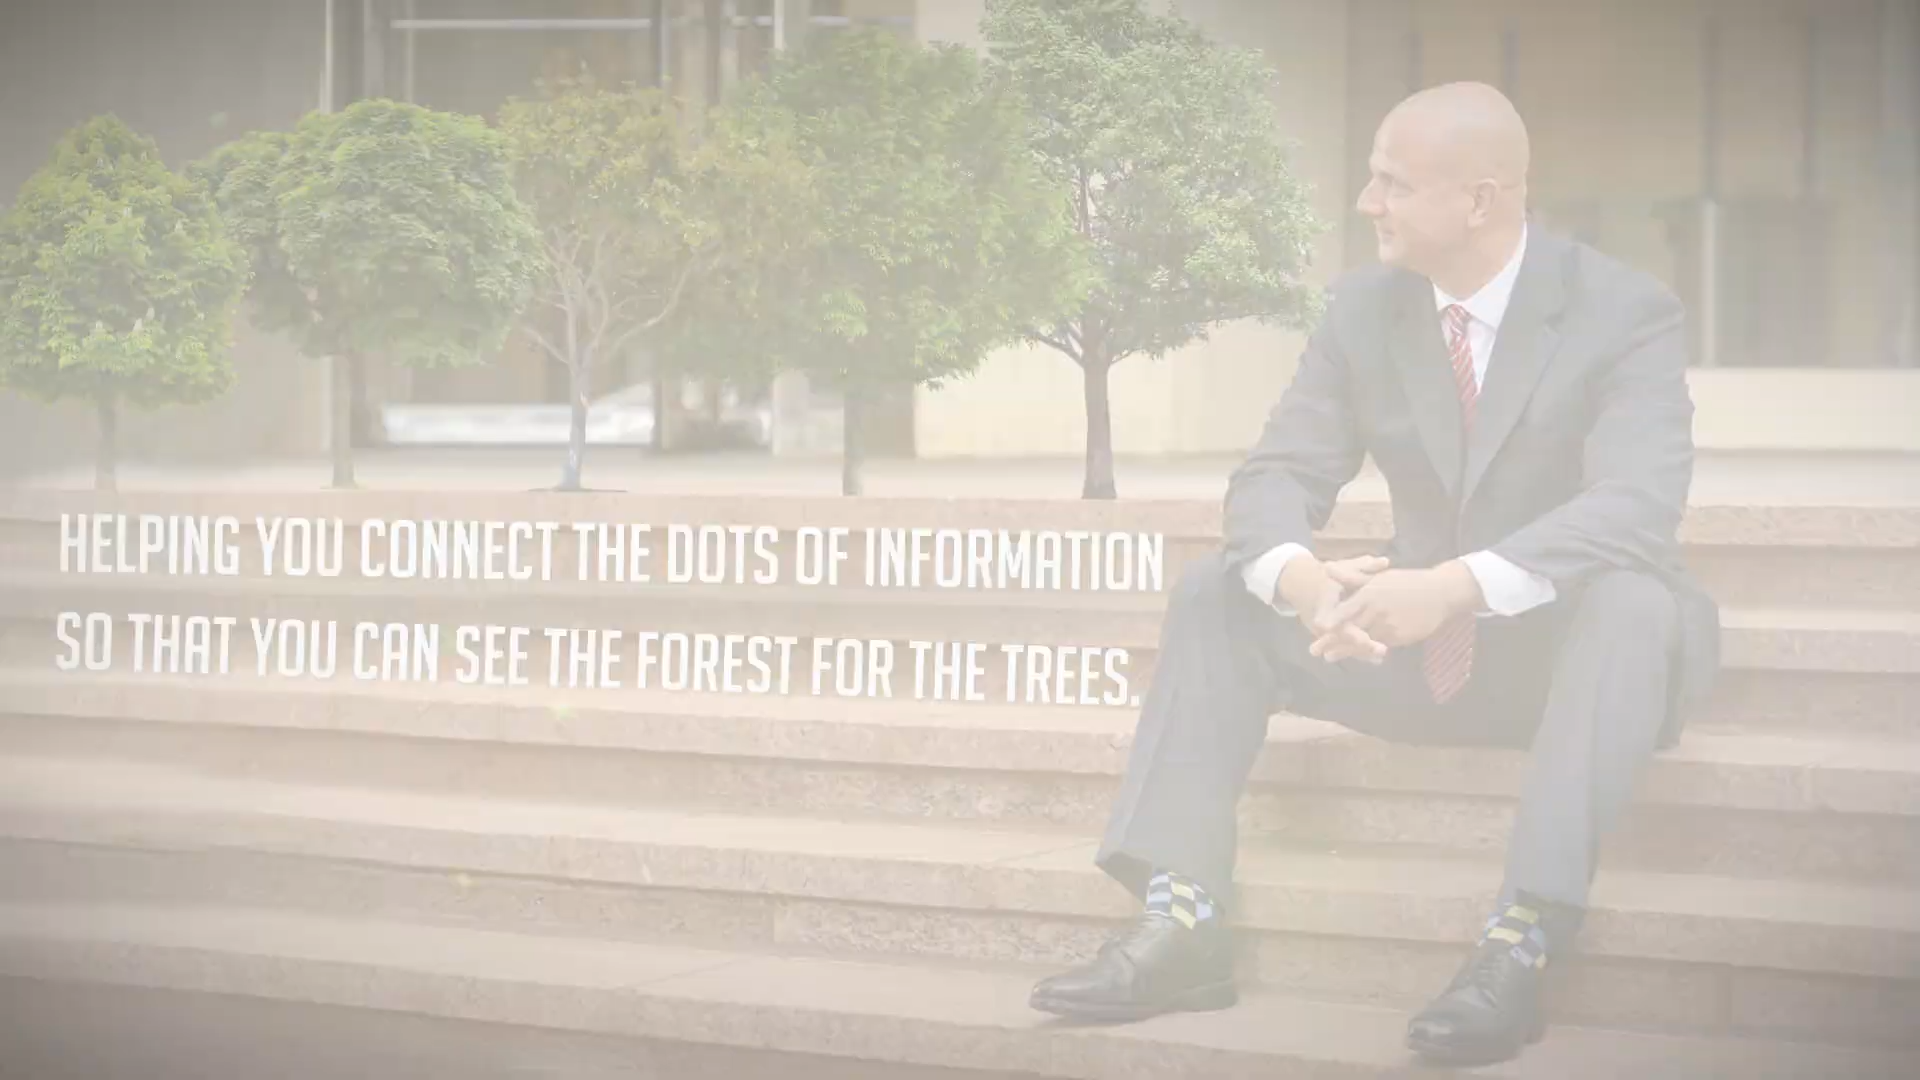 HELPING YOU CONNECT THE DOTS OF INFORMATION
SO THAT YOU CAN SEE THE FOREST FOR THE TREES.